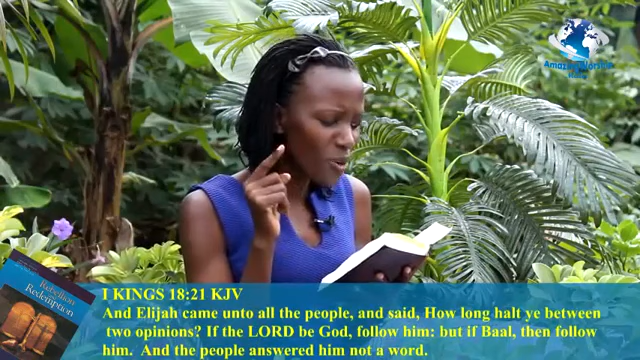 I KINGS 18:21 KJV
And Elijah came unto all the people, and said, How long halt ye between
two opinions? If the LORD be God, follow him: but if Baal, then follow
him. And the people answered him not a word.
Rebellion
Redemption